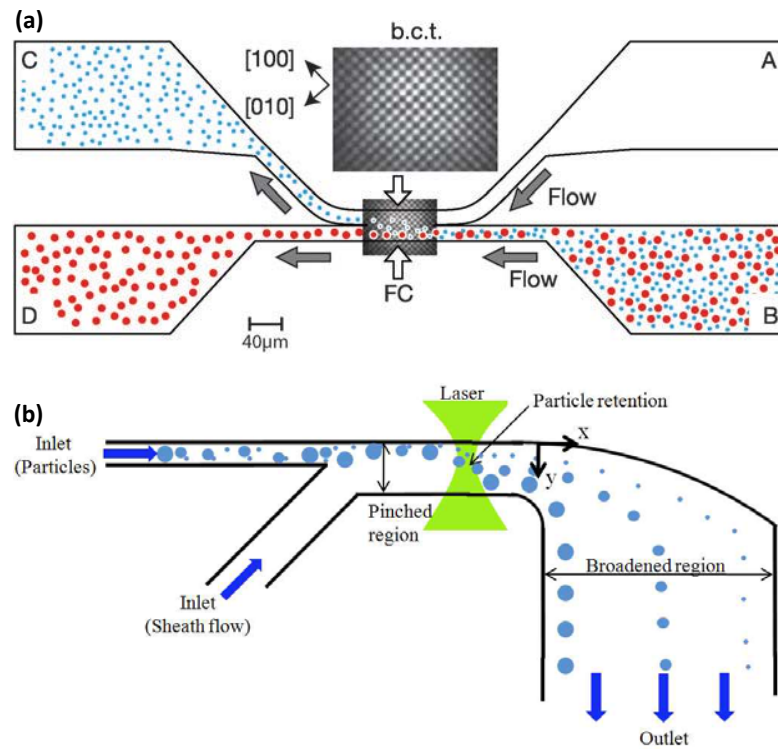 (a)
b.c.t.
C
[100]
[010]
A
Flow
Flow
FC
D
B
40μm
(b)
Laser
Particle retention
Inlet
(Particles)
x
y
Pinched
region
Broadened region
Inlet
(Sheath flow)
Outlet